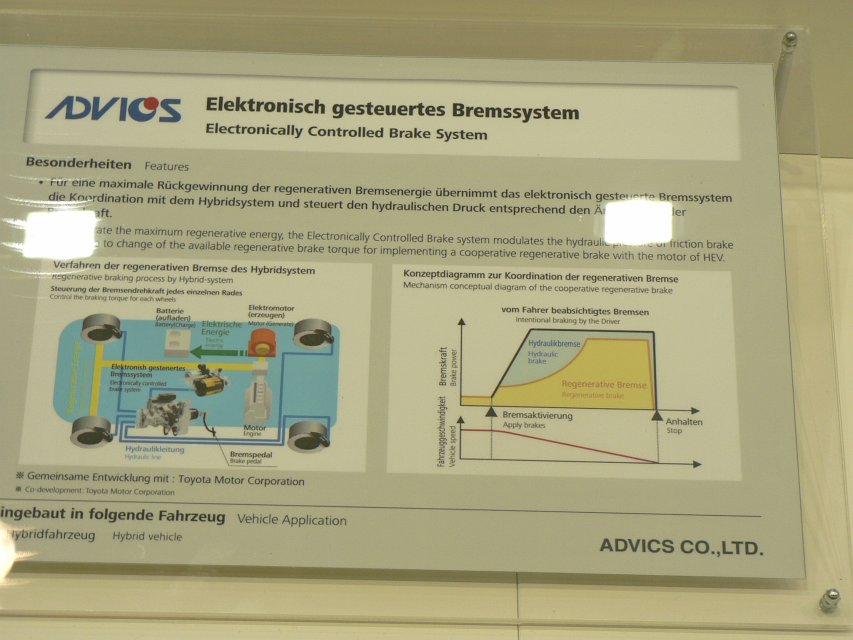 ADVICS
Elektronisch gesteuertes Bremssystem
Electronically Controlled Brake System
Besonderheiten Features
• Für eine maximale Rückgewinnung der regenerativen Bremsenergie übernimmt das elektronisch gesteuerte Bremssystem
die Koordination mit dem Hybridsystem und steuert den hydraulischen Druck entsprechend den der
the maximum regenerative energy, the Electronically Controlled Brake system modulates the hydraulic of friction brake
to change of the available regenerative brake torque for implementing a cooperative regenerative brake with the motor of HEV.
Verfahren der regenerativen Bremse des Hybridsystem
Regenerative braking process by Hybrid-system
Steuerung der Bremsendrehkraft jedes einzelnen Rades
Control the braking torque for each wheels
Batterie
(aufladen)
Battery(Charge)
Elektromotor
(erzeugen)
Motor (Generate)
Elektrische
Energie
Electric
energy
Elektronish gestenertes
Bremssystem
Electronically controlled
brake system
Motor
Engine
Hydraulikleitung
Hydraulic line
Bremspedal
Brake pedal
Konzeptdiagramm zur Koordination der regenerativen Bremse
Mechanism conceptual diagram of the cooperative regenerative brake
vom Fahrer beabsichtigtes Bremsen
Intentional braking by the Driver
Bremskraft
Brake power
Hydraulikbremse
Hydraulic
brake
Regenerative Bremse
Regenerative brake
Bremsaktivierung
Apply brakes
Anhalten
Stop
Fahrzeuggeschwindigkeit
Vehicle speed
※ Gemeinsame Entwicklung mit : Toyota Motor Corporation
※ Co-development: Toyota Motor Corporation
ingebaut in folgende Fahrzeug Vehicle Application
ybridfahrzeug Hybrid vehicle
ADVICS CO.,LTD.